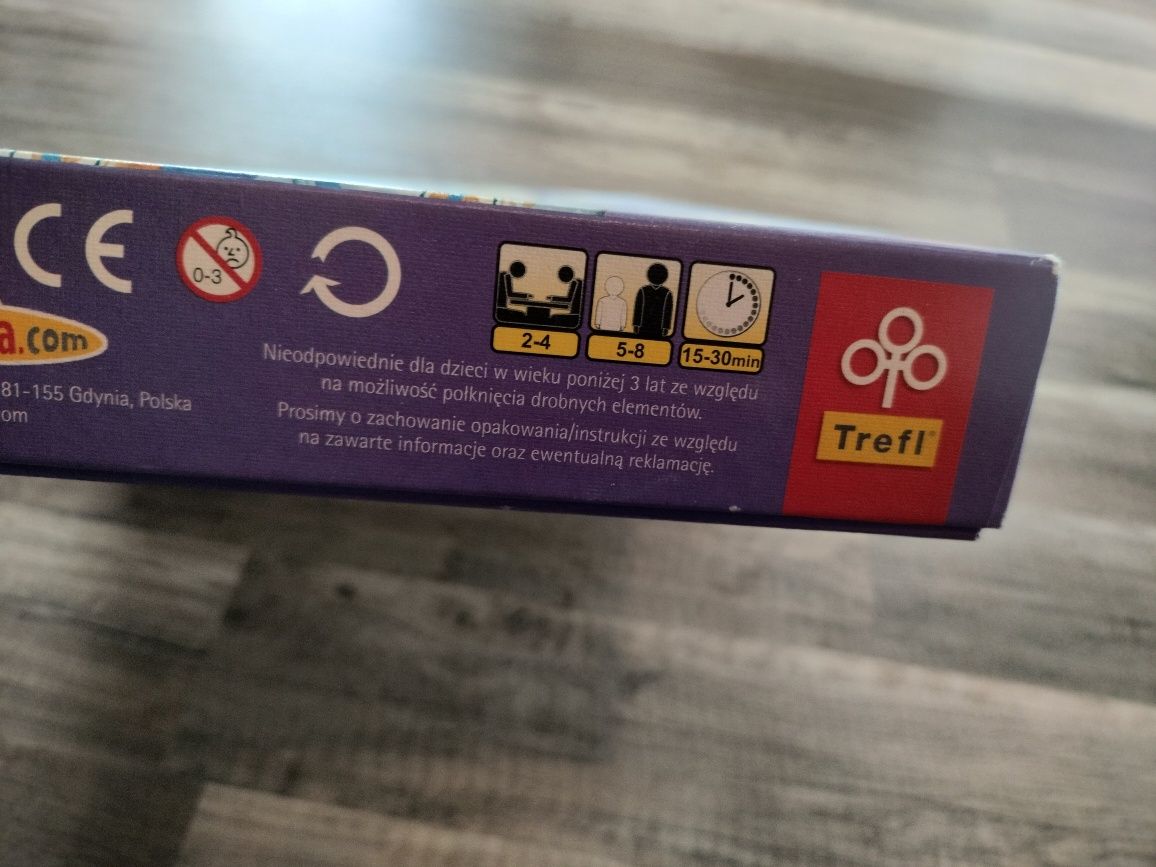 CE
0-3
a.com
81-155 Gdynia, Polska
om
2-4
5-8
15-30min
Nieodpowiednie dla dzieci w wieku poniżej 3 lat ze względu
na możliwość połknięcia drobnych elementów.
Prosimy o zachowanie opakowania/instrukcji ze względu
na zawarte informacje oraz ewentualną reklamację.
Trefl®